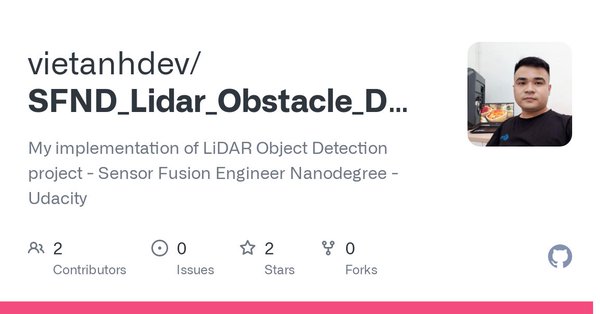 vietanhdev/
SFND_Lidar_Obstacle_D...
My implementation of LiDAR Object Detection
project - Sensor Fusion Engineer Nanodegree -
Udacity
2 0 2 0
Contributors Issues Stars Forks